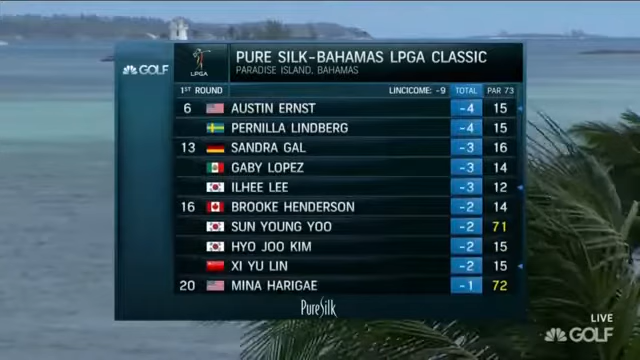 PURE SILK-BAHAMAS LPGA CLASSIC
PARADISE ISLAND, BAHAMAS
GOLF
LPGA
1ST ROUND LINCICOME: -9 TOTAL PAR 73
6 AUSTIN ERNST -4 15
PERNILLA LINDBERG -4 15
13 SANDRA GAL -3 16
GABY LOPEZ -3 14
ILHEE LEE -3 12
16 BROOKE HENDERSON -2 14
SUN YOUNG YOO -2 71
HYO JOO KIM -2 15
XI YU LIN -2 15
20 MINA HARIGAE -1 72
PureSilk
LIVE
GOLF